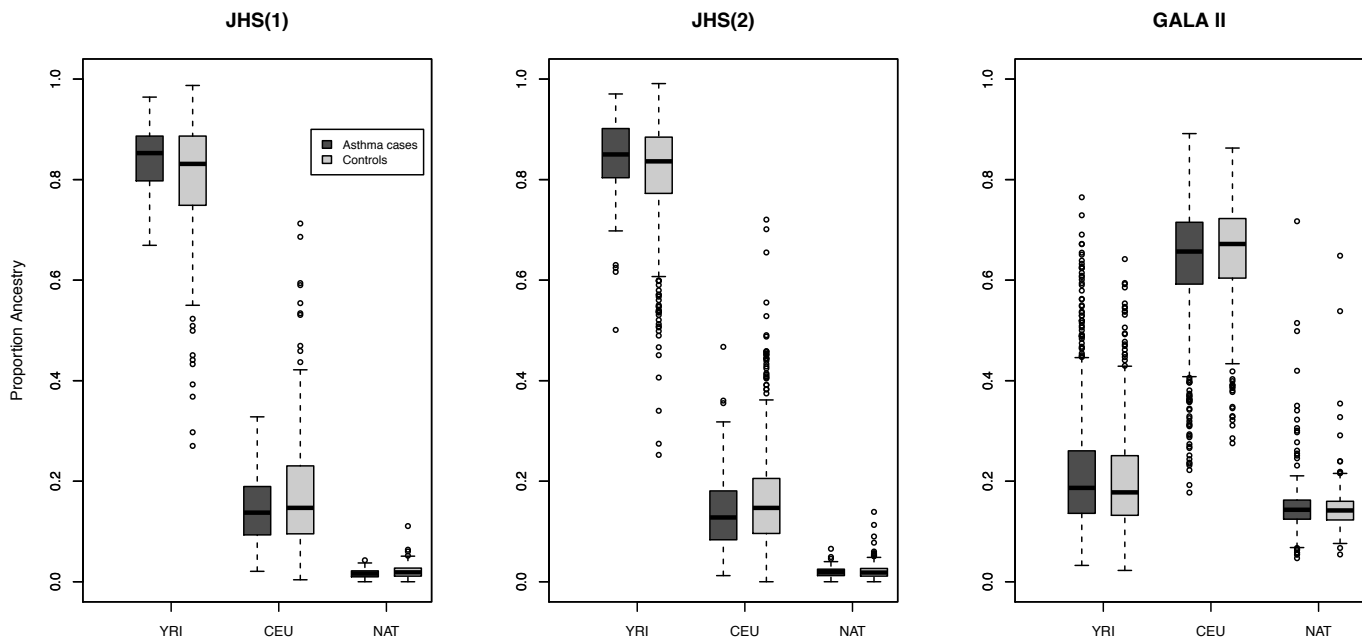 JHS(1)
JHS(2)
GALA II
Proportion Ancestry
1.0
0.8
0.6
0.4
0.2
0.0
Asthma cases
Controls
YRI
CEU
NAT
1.0
0.8
0.6
0.4
0.2
0.0
YRI
CEU
NAT
1.0
0.8
0.6
0.4
0.2
0.0
YRI
CEU
NAT